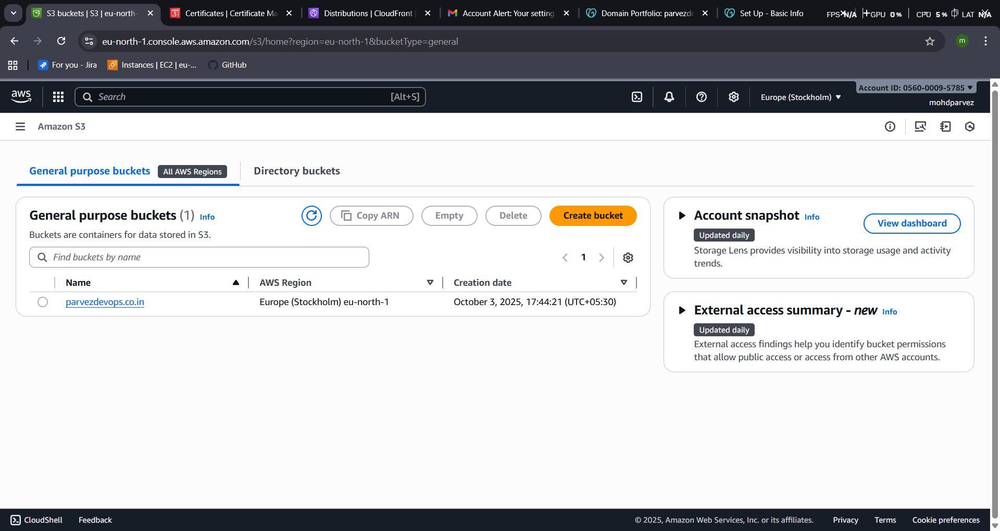 S3 buckets | S3 | eu-north-
Certificates | Certificate Ma
Distributions | CloudFront |
Account Alert: Your setting
Domain Portfolio: parvezde
Set Up - Basic Info
FPS N/A
GPU 0%
CPU 5%
LAT N/A
eu-north-1.console.aws.amazon.com/s3/home?region=eu-north-1&bucketType=general
m
For you - Jira
Instances | EC2 | eu-...
GitHub
aws
Search
[Alt+S]
Europe (Stockholm)
Account ID: 0560-0009-5785
mohdparvez
Amazon S3
General purpose buckets
All AWS Regions
Directory buckets
General purpose buckets (1) Info
Copy ARN
Empty
Delete
Create bucket
Buckets are containers for data stored in S3.
Find buckets by name
1
Name
AWS Region
Creation date
parvezdevops.co.in
Europe (Stockholm) eu-north-1
October 3, 2025, 17:44:21 (UTC+05:30)
Account snapshot Info
View dashboard
Updated daily
Storage Lens provides visibility into storage usage and activity
trends.
External access summary - new Info
Updated daily
External access findings help you identify bucket permissions
that allow public access or access from other AWS accounts.
CloudShell
Feedback
© 2025, Amazon Web Services, Inc. or its affiliates.
Privacy
Terms
Cookie preferences